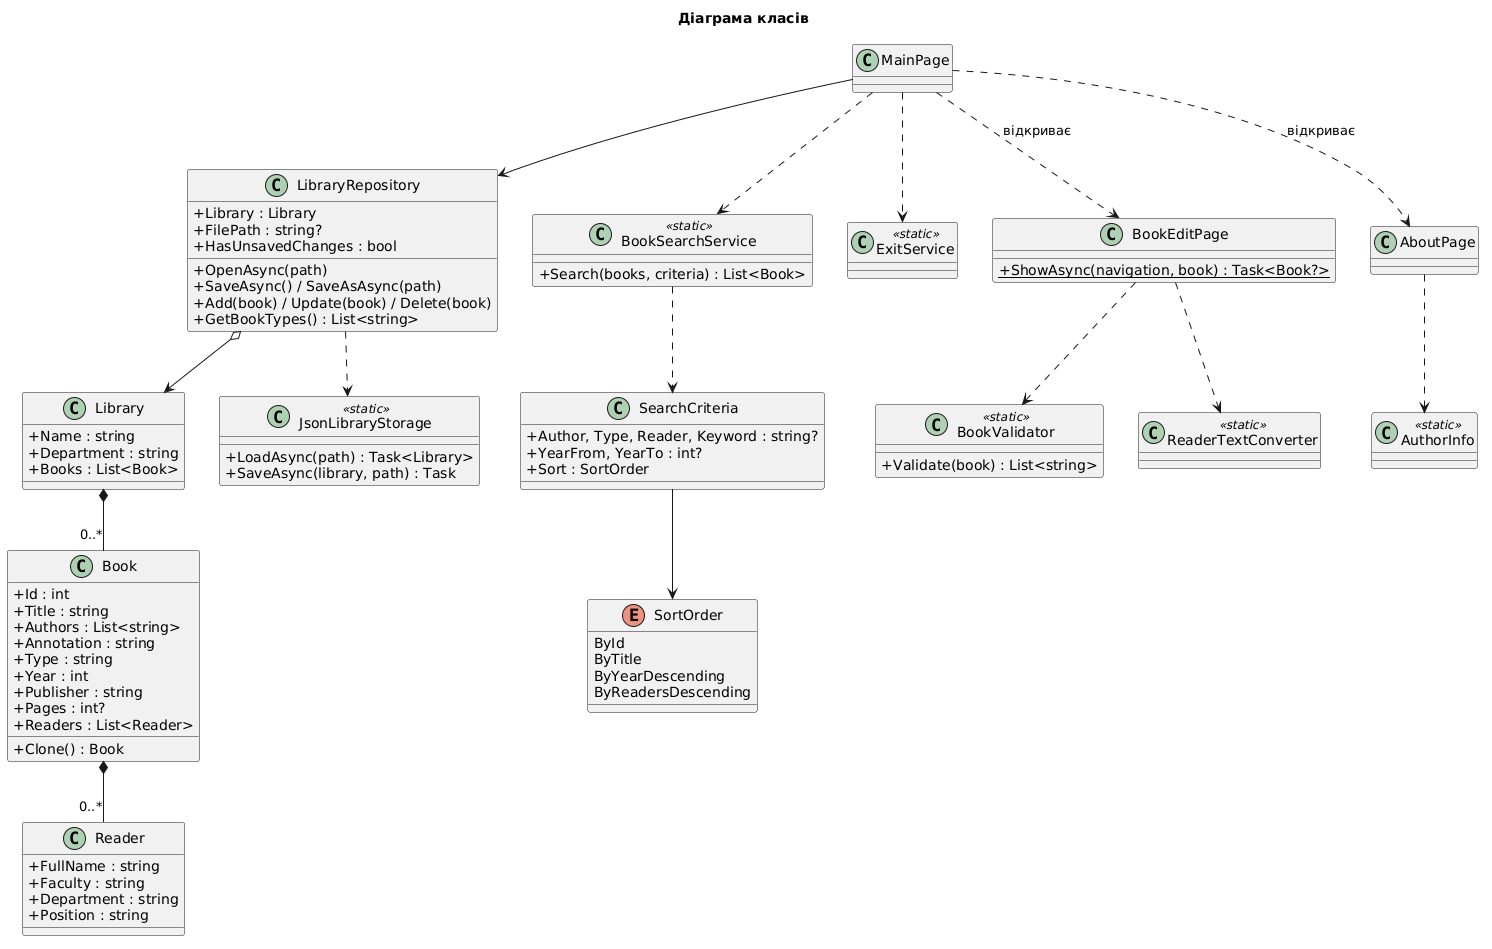 Діаграма класів
MainPage
відкриває
відкриває
LibraryRepository
+Library : Library
+FilePath : string?
+HasUnsavedChanges : bool
+OpenAsync(path)
+SaveAsync() / SaveAsAsync(path)
+Add(book) / Update(book) / Delete(book)
+GetBookTypes() : List<string>
«static»
BookSearchService
+Search(books, criteria) : List<Book>
«static»
ExitService
BookEditPage
+ShowAsync(navigation, book) : Task<Book?>
AboutPage
Library
+Name : string
+Department : string
+Books : List<Book>
«static»
JsonLibraryStorage
+LoadAsync(path) : Task<Library>
+SaveAsync(library, path) : Task
SearchCriteria
+Author, Type, Reader, Keyword : string?
+YearFrom, YearTo : int?
+Sort : SortOrder
«static»
BookValidator
+Validate(book) : List<string>
«static»
ReaderTextConverter
«static»
AuthorInfo
0..*
Book
+Id : int
+Title : string
+Authors : List<string>
+Annotation : string
+Type : string
+Year : int
+Publisher : string
+Pages : int?
+Readers : List<Reader>
+Clone() : Book
E SortOrder
ById
ByTitle
ByYearDescending
ByReadersDescending
0..*
Reader
+FullName : string
+Faculty : string
+Department : string
+Position : string